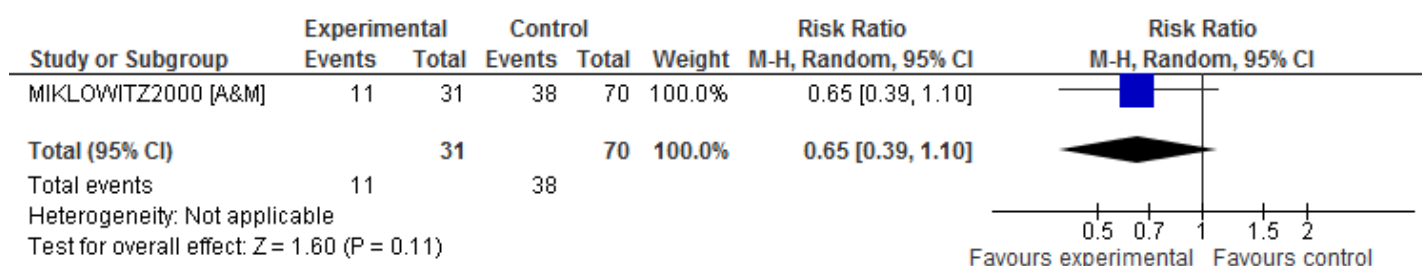 Experimental Control Risk Ratio Risk Ratio
Study or Subgroup Events Total Events Total Weight M-H, Random, 95% CI M-H, Random, 95% CI
MIKLOWITZ2000 [A&M] 11 31 38 70 100.0% 0.65 [0.39, 1.10]
Total (95% CI) 31 70 100.0% 0.65 [0.39, 1.10]
Total events 11 38
Heterogeneity: Not applicable
Test for overall effect: Z = 1.60 (P = 0.11)
0.5 0.7 1 1.5 2
Favours experimental Favours control